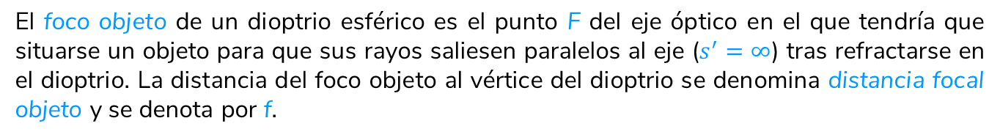 El foco objeto de un dioptrio esférico es el punto F del eje óptico en el que tendría que
situarse un objeto para que sus rayos saliesen paralelos al eje (s′ = ∞) tras refractarse en
el dioptrio. La distancia del foco objeto al vértice del dioptrio se denomina distancia focal
objeto y se denota por f.